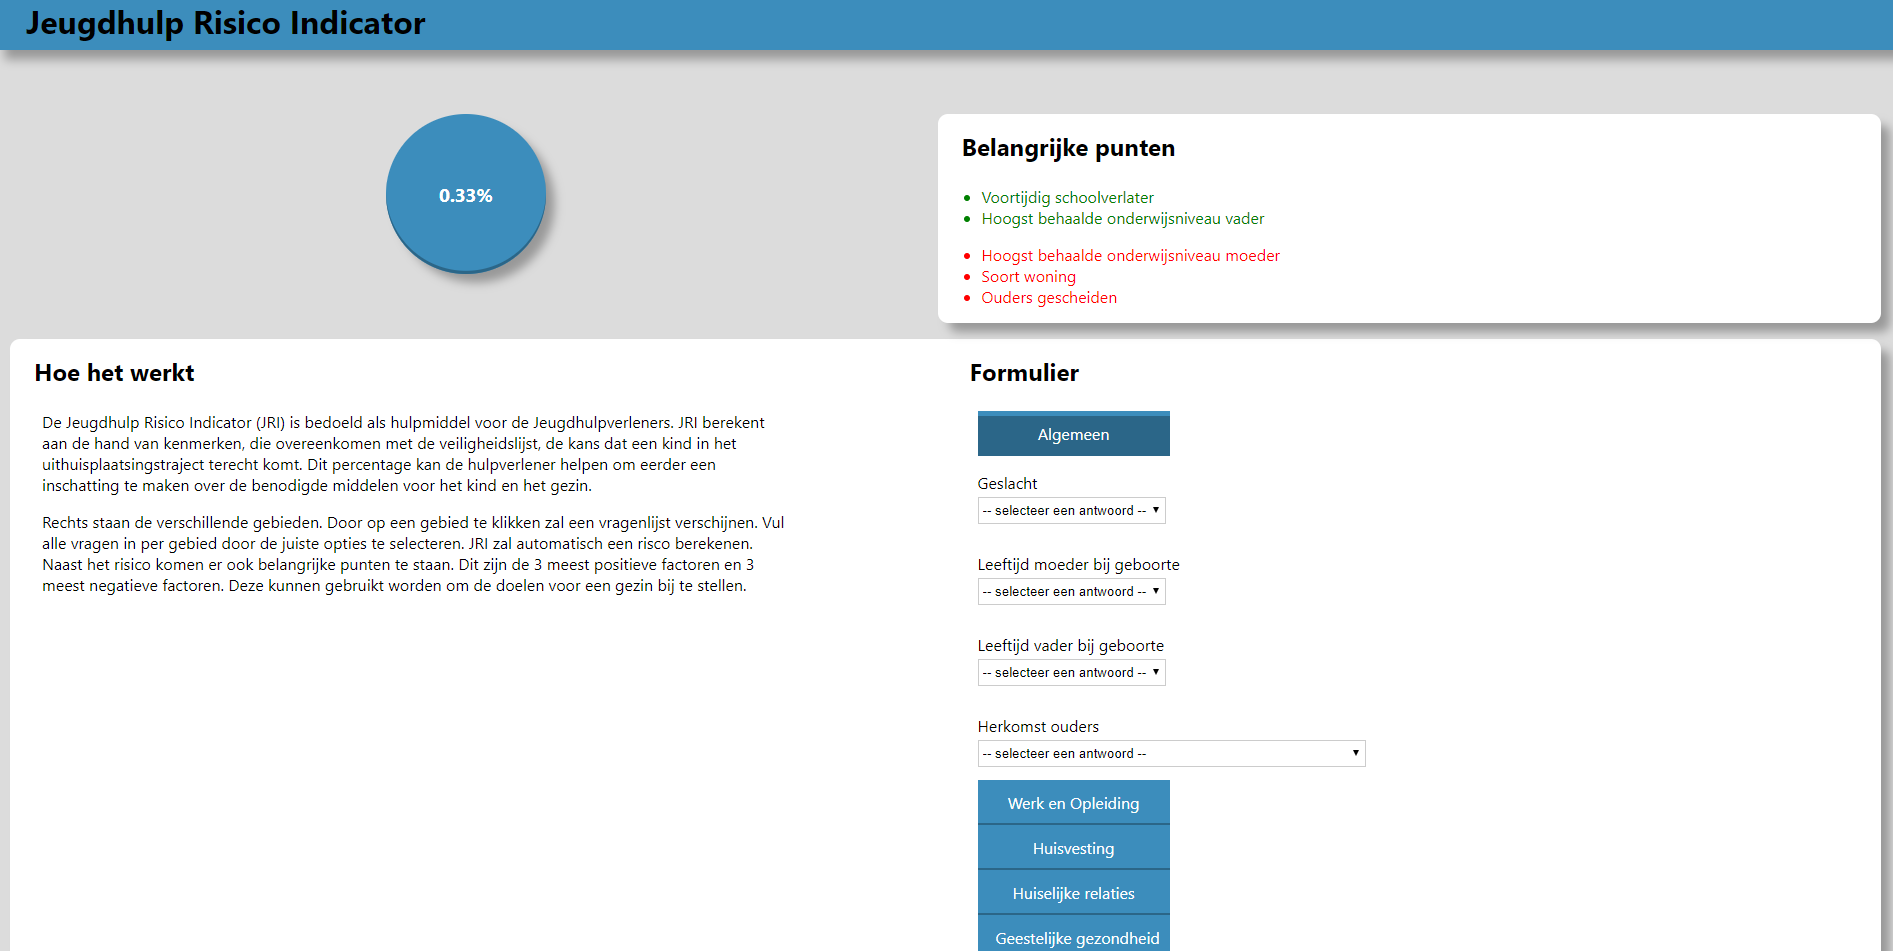 Jeugdhulp Risico Indicator
0.33%
Belangrijke punten
Voortijdig schoolverlater
Hoogst behaalde onderwijsniveau vader
Hoogst behaalde onderwijsniveau moeder
Soort woning
Ouders gescheiden
Hoe het werkt
De Jeugdhulp Risico Indicator (JRI) is bedoeld als hulpmiddel voor de Jeugdhulpverleners. JRI berekent
aan de hand van kenmerken, die overeenkomen met de veiligheidslijst, de kans dat een kind in het
uithuisplaatsingstraject terecht komt. Dit percentage kan de hulpverlener helpen om eerder een
inschatting te maken over de benodigde middelen voor het kind en het gezin.
Rechts staan de verschillende gebieden. Door op een gebied te klikken zal een vragenlijst verschijnen. Vul
alle vragen in per gebied door de juiste opties te selecteren. JRI zal automatisch een risco berekenen.
Naast het risico komen er ook belangrijke punten te staan. Dit zijn de 3 meest positieve factoren en 3
meest negatieve factoren. Deze kunnen gebruikt worden om de doelen voor een gezin bij te stellen.
Formulier
Algemeen
Geslacht
-- selecteer een antwoord --
Leeftijd moeder bij geboorte
-- selecteer een antwoord --
Leeftijd vader bij geboorte
-- selecteer een antwoord --
Herkomst ouders
-- selecteer een antwoord --
Werk en Opleiding
Huisvesting
Huiselijke relaties
Geestelijke gezondheid